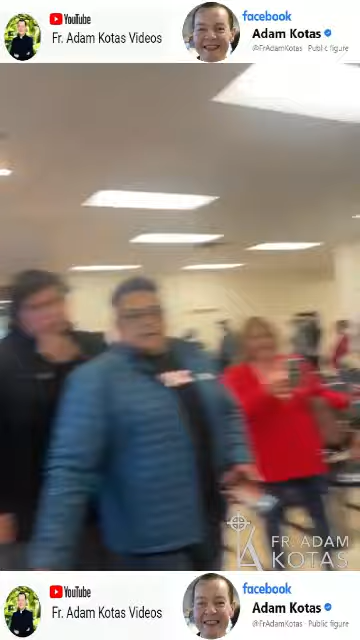 YouTube
Fr. Adam Kotas Videos
facebook
Adam Kotas
@FrAdamKotas · Public figure
FR. ADAM
KOTAS
YouTube
Fr. Adam Kotas Videos
facebook
Adam Kotas
@FrAdamKotas · Public figure